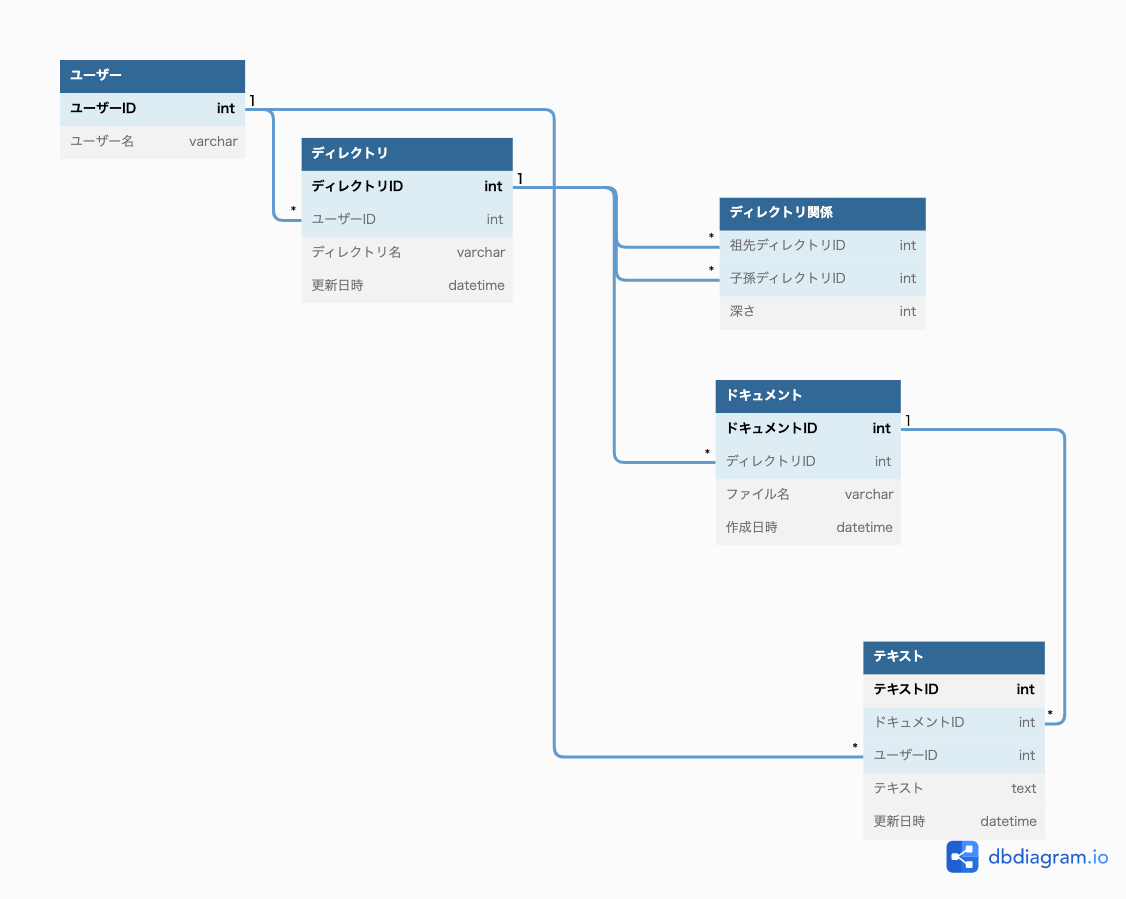 ユーザー
ユーザーID int
ユーザー名 varchar
1
*
ディレクトリ
ディレクトリID int
ユーザーID int
ディレクトリ名 varchar
更新日時 datetime
1
*
*
*
ディレクトリ関係
祖先ディレクトリID int
子孫ディレクトリID int
深さ int
ドキュメント
ドキュメントID int
ディレクトリID int
ファイル名 varchar
作成日時 datetime
1
*
*
テキスト
テキストID int
ドキュメントID int
ユーザーID int
テキスト text
更新日時 datetime
dbdiagram.io